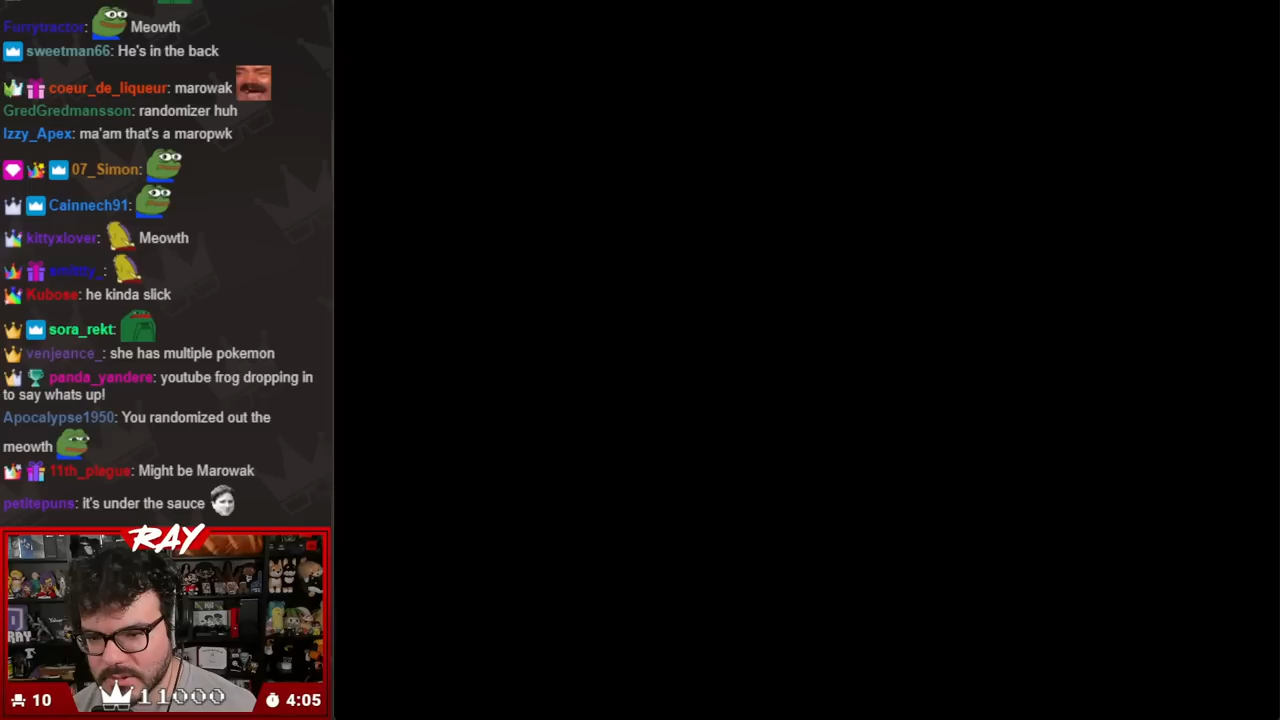 Furrytractor: Meowth
sweetman66: He's in the back
coeur_de_liqueur: marowak
GredGredmansson: randomizer huh
Izzy_Apex: ma'am that's a maropwk
07_Simon:
Cainnech91:
kittyxlover: Meowth
Kubose: he kinda slick
sora_rekt:
venjeance_: she has multiple pokemon
panda_yandere: youtube frog dropping in
to say whats up!
Apocalypse1950: You randomized out the
meowth
11th_plague: Might be Marowak
petitepuns: it's under the sauce
RAY
RAY
10
11000
4:05